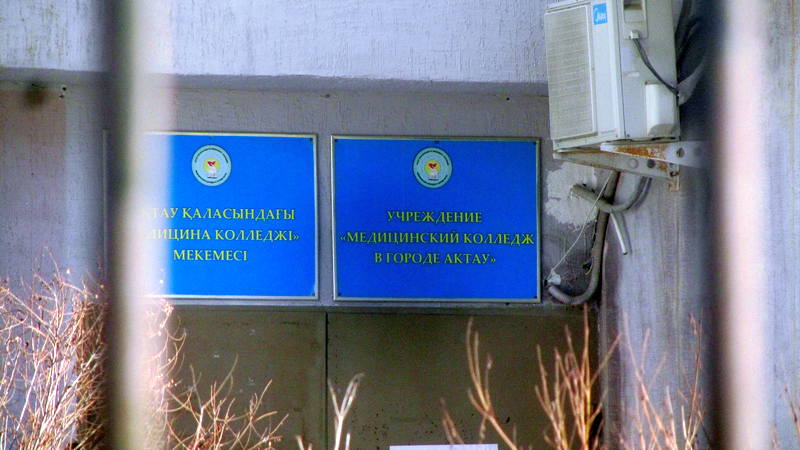 ҚАЛАСЫНДАҒЫ
КОЛЛЕДЖІ»
МЕКЕМЕСІ
УЧРЕЖДЕНИЕ
«МЕДИЦИНСКИЙ КОЛЛЕДЖ
В ГОРОДЕ АКТАУ»